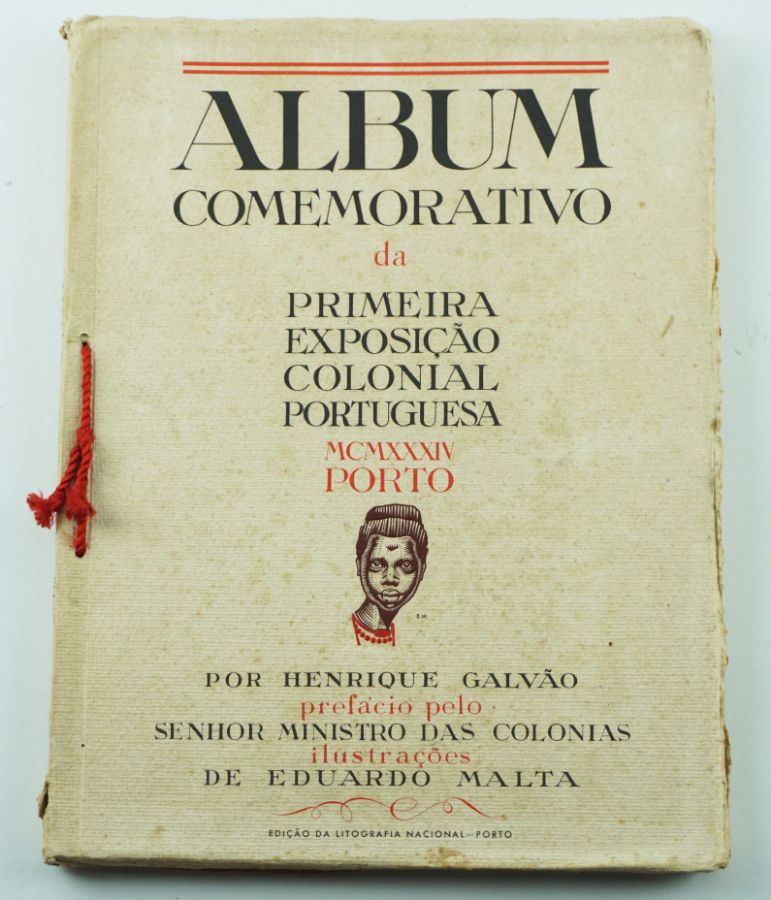 ALBUM
COMEMORATIVO
da
PRIMEIRA
EXPOSIÇÃO
COLONIAL
PORTUGUESA
MCMXXXIV
PORTO
E.M.
POR HENRIQUE GALVÃO
prefácio pelo
SENHOR MINISTRO DAS COLONIAS
ilustrações
DE EDUARDO MALTA
EDIÇÃO DA LITOGRAFIA NACIONAL—PORTO